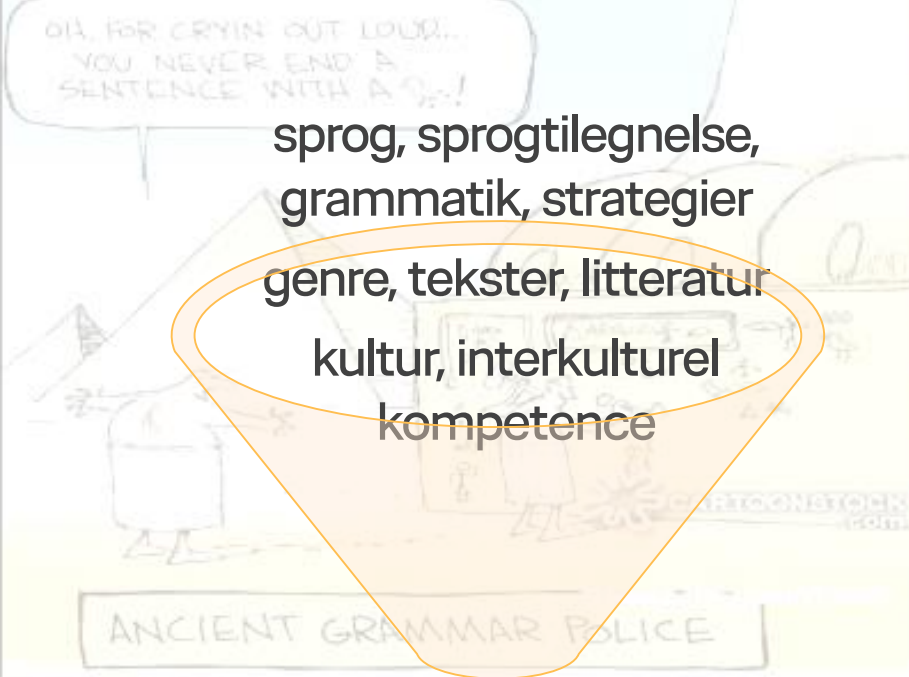 OH, FOR CRYIN' OUT LOUD...
YOU NEVER END A
SENTENCE WITH A
sprog, sprogtilegnelse,
grammatik, strategier
genre, tekster, litteratur
kultur, interkulturel
kompetence
CARTOONSTOCK
.com
ANCIENT GRAMMAR POLICE